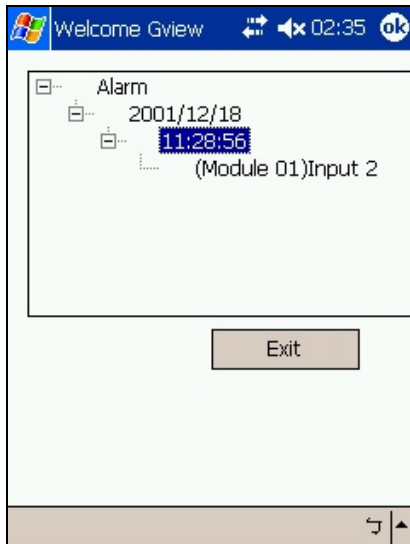 Welcome Gview 02:35 ok
Alarm
2001/12/18
11:28:56
(Module 01)Input 2
Exit
ㄅ